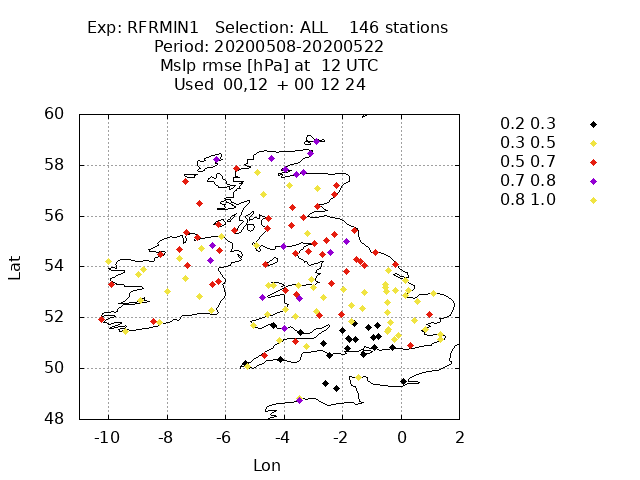 Exp: RFRMIN1 Selection: ALL 146 stations
Period: 20200508-20200522
Mslp rmse [hPa] at 12 UTC
Used 00,12 + 00 12 24
60
58
56
54
52
50
48
Lat
-10 -8 -6 -4 -2 0 2
Lon
0.2 0.3
0.3 0.5
0.5 0.7
0.7 0.8
0.8 1.0